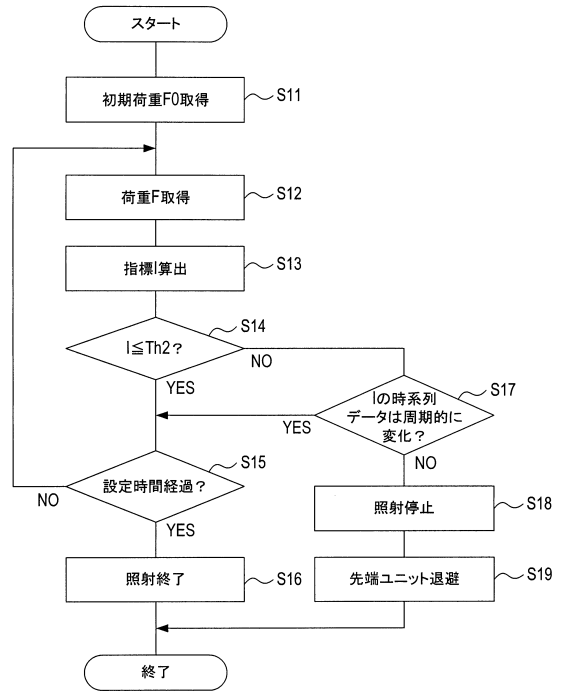 スタート
初期荷重F0取得
S11
荷重F取得
S12
指標I算出
S13
I≦Th2？
S14
NO
YES
Iの時系列
データは周期的に
変化？
S17
YES
NO
設定時間経過？
S15
NO
YES
照射停止
S18
照射終了
S16
先端ユニット退避
S19
終了